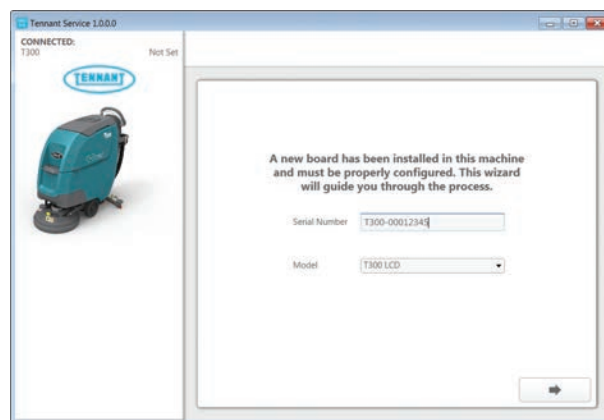 Tennant Service 1.0.0.0
CONNECTED:
T300 Not Set
TENNANT
A new board has been installed in this machine
and must be properly configured. This wizard
will guide you through the process.
Serial Number T300-00012345
Model T300 LCD